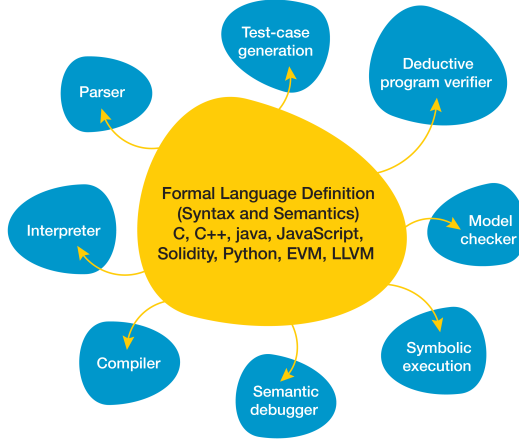 Test-case
generation
Deductive
program verifier
Parser
Formal Language Definition
(Syntax and Semantics)
C, C++, java, JavaScript,
Solidity, Python, EVM, LLVM
Interpreter
Model
checker
Compiler
Symbolic
execution
Semantic
debugger